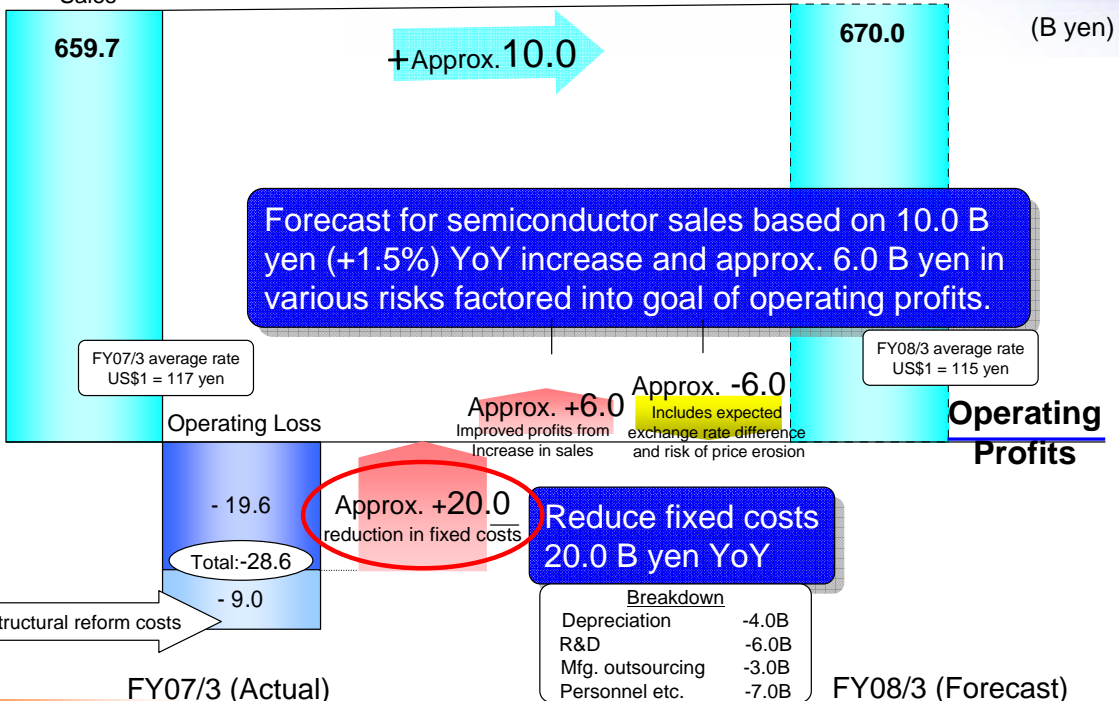 Sales
659.7
+Approx.10.0
670.0
(B yen)
Forecast for semiconductor sales based on 10.0 B
yen (+1.5%) YoY increase and approx. 6.0 B yen in
various risks factored into goal of operating profits.
FY07/3 average rate
US$1 = 117 yen
FY08/3 average rate
US$1 = 115 yen
Operating Loss
Approx. +6.0
Improved profits from
Increase in sales
Approx. -6.0
Includes expected
exchange rate difference
and risk of price erosion
Operating
Profits
- 19.6
Total:-28.6
- 9.0
Approx. +20.0
reduction in fixed costs
Reduce fixed costs
20.0 B yen YoY
Breakdown
Depreciation -4.0B
R&D -6.0B
Mfg. outsourcing -3.0B
Personnel etc. -7.0B
tructural reform costs
FY07/3 (Actual)
FY08/3 (Forecast)